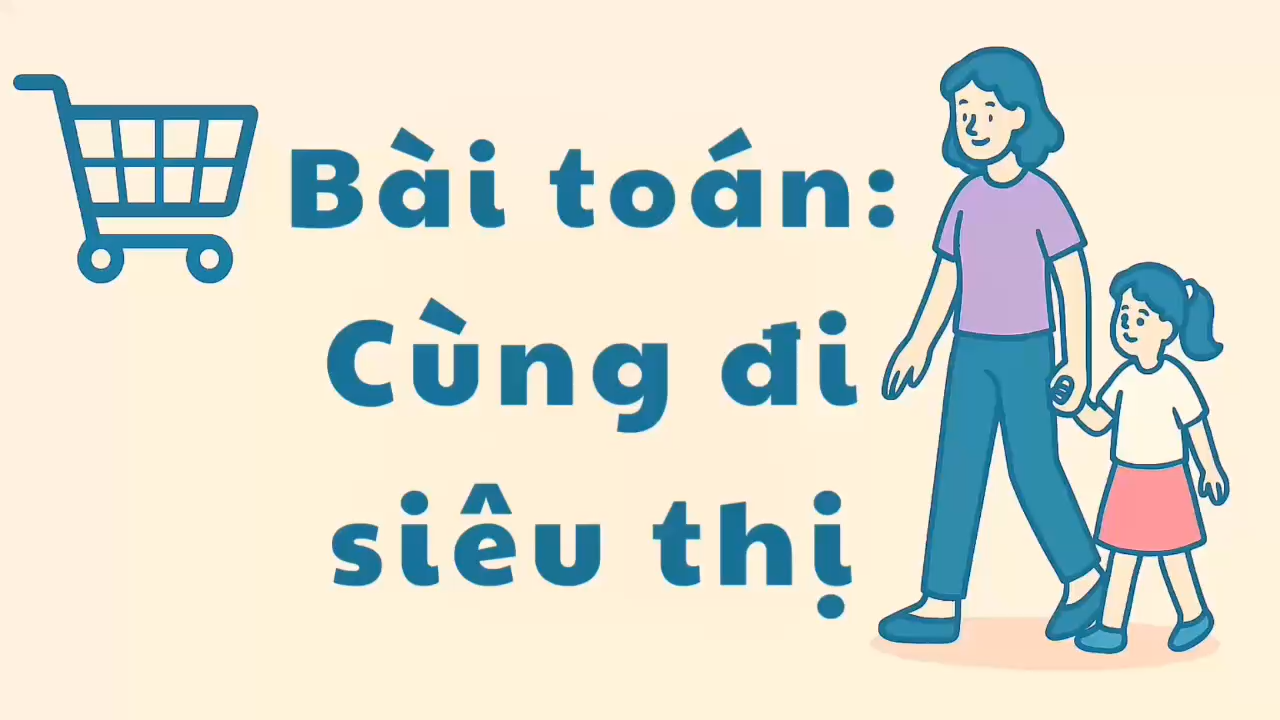 Bài toán:
Cùng đi
siêu thị